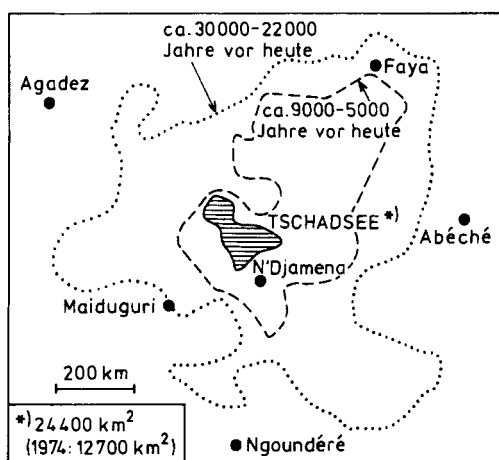 ca.30000–22000
Jahre vor heute
Faya
Agadez
ca.9000–5000
Jahre vor heute
TSCHADSEE*)
Abéché
N'Djamena
Maiduguri
200 km
*) 24400 km²
(1974: 12700 km²)
Ngoundéré